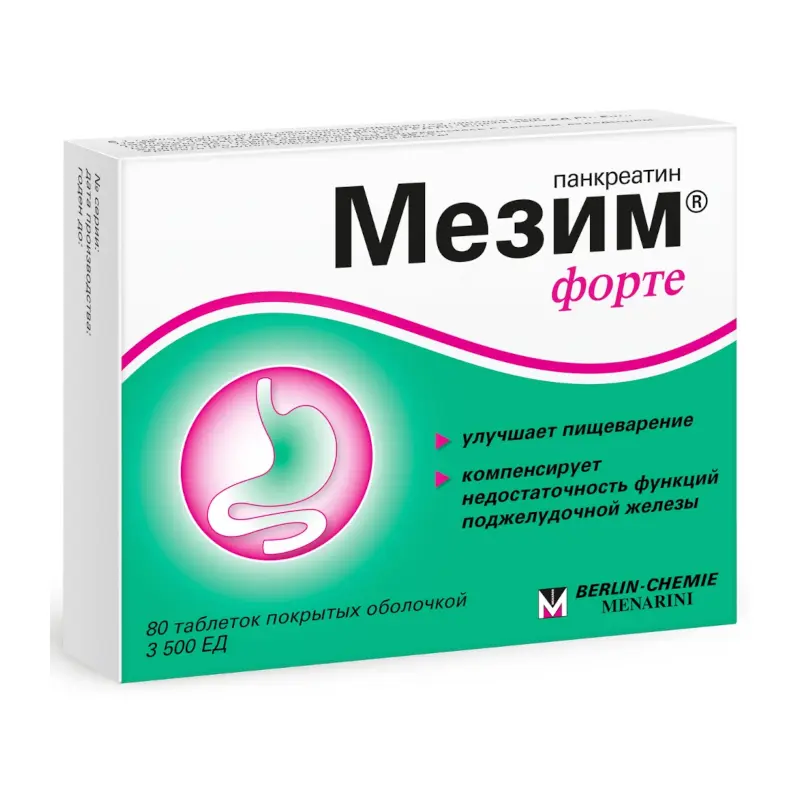 панкреатин
Мезим®
форте
улучшает пищеварение
компенсирует
недостаточность функций
поджелудочной железы
BERLIN-CHEMIE
MENARINI
80 таблеток покрытых оболочкой
3 500 ЕД
№ серии:
дата производства:
годен до: